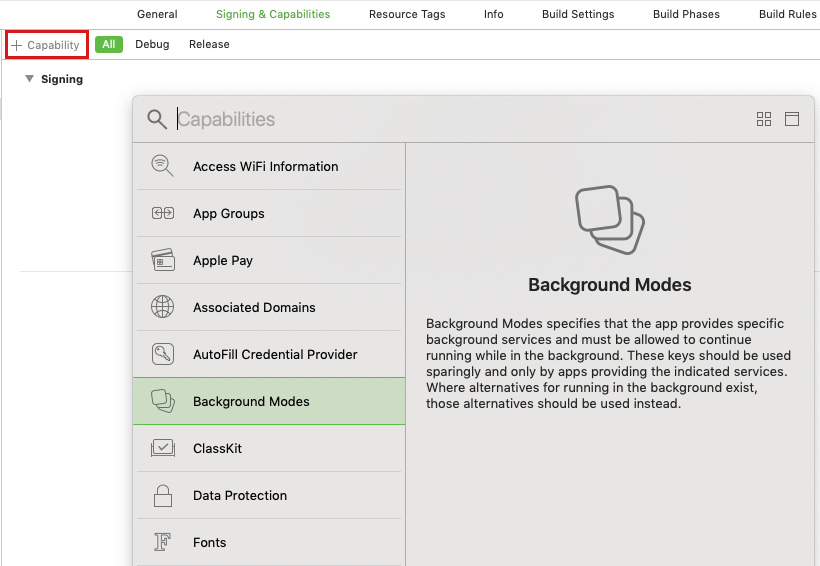 General Signing & Capabilities Resource Tags Info Build Settings Build Phases Build Rules
+ Capability All Debug Release
Signing
Capabilities
Access WiFi Information
App Groups
Apple Pay
Associated Domains
AutoFill Credential Provider
Background Modes
ClassKit
Data Protection
Fonts
Background Modes
Background Modes specifies that the app provides specific
background services and must be allowed to continue
running while in the background. These keys should be used
sparingly and only by apps providing the indicated services.
Where alternatives for running in the background exist,
those alternatives should be used instead.